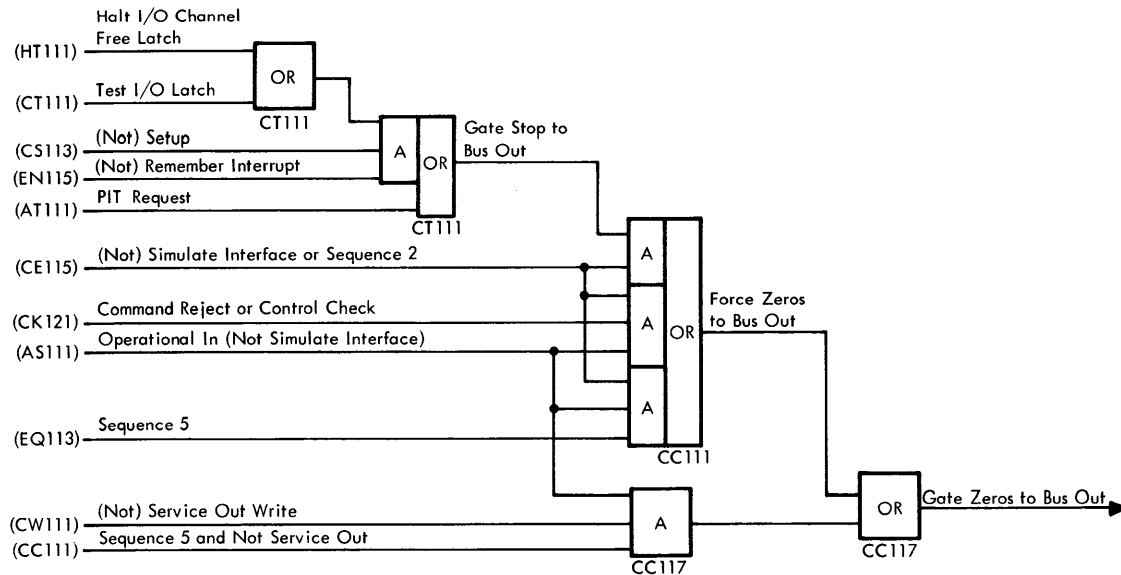 Halt I/O Channel
(HT111) Free Latch
OR
(CT111) Test I/O Latch
CT111
Gate Stop to
Bus Out
(CS113) (Not) Setup
A
OR
(EN115) (Not) Remember Interrupt
(AT111) PIT Request
CT111
(CE115) (Not) Simulate Interface or Sequence 2
A
(CK121) Command Reject or Control Check
Force Zeros
to Bus Out
A
OR
(AS111) Operational In (Not Simulate Interface)
A
(EQ113) Sequence 5
CC111
(CW111) (Not) Service Out Write
A
OR
Gate Zeros to Bus Out
(CC111) Sequence 5 and Not Service Out
CC117
CC117